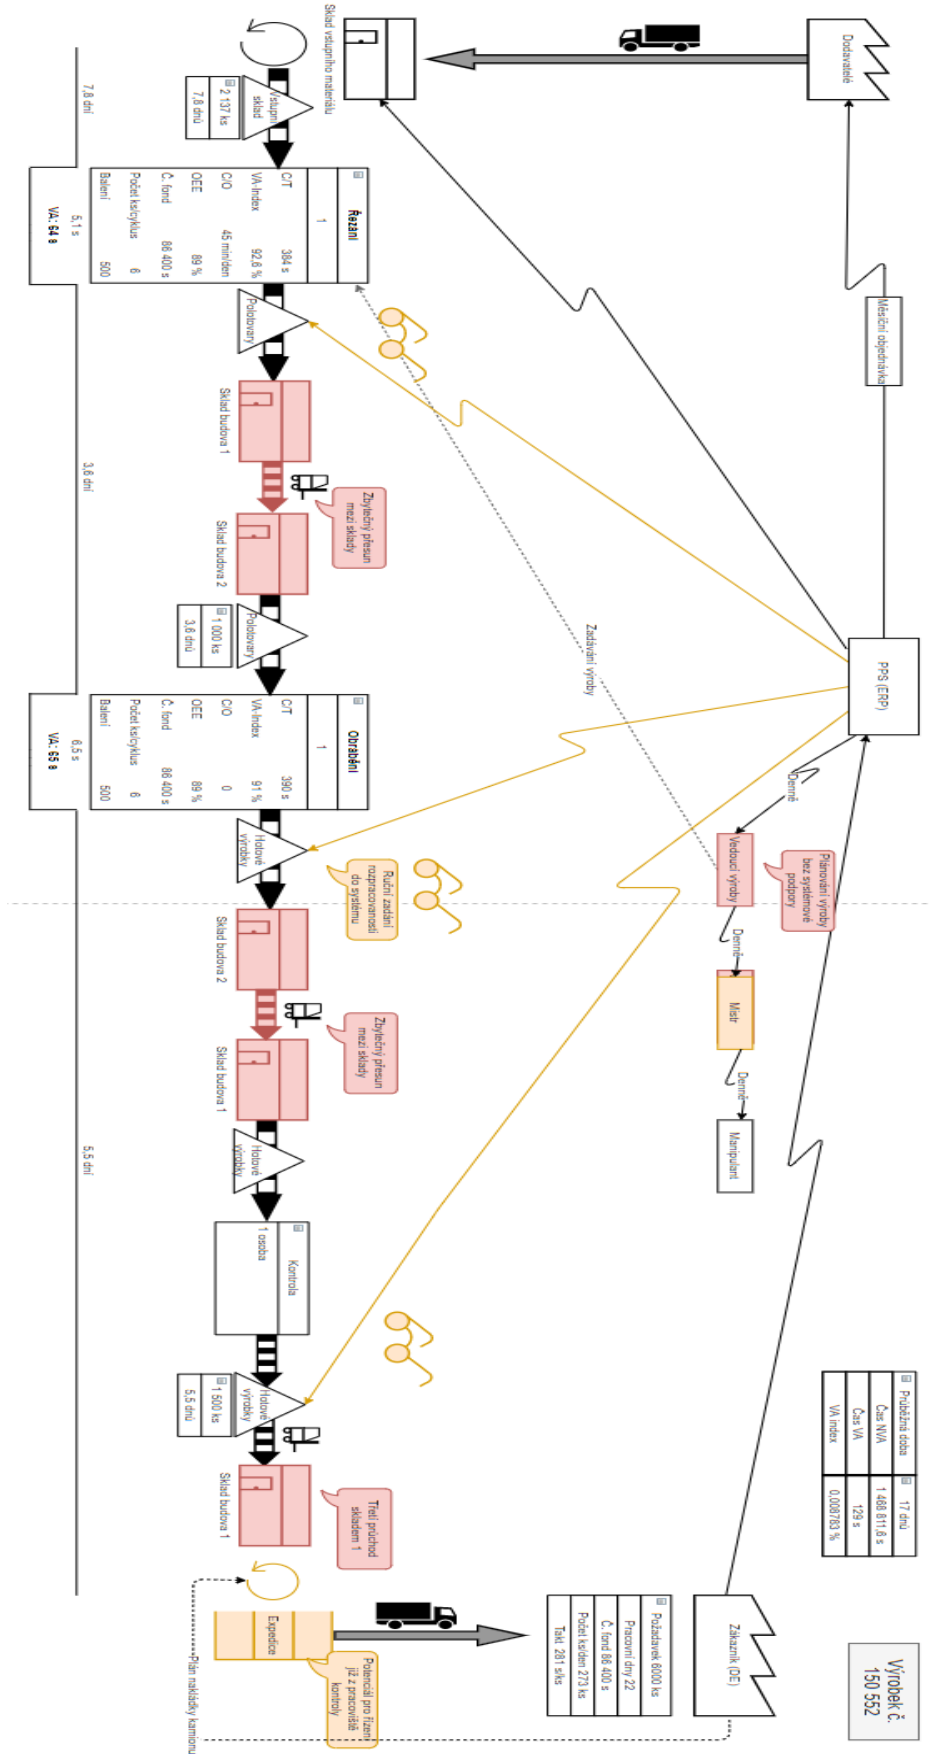 Výrobek č.
150 552
Dodavatelé
Měsíční objednávka
PPS (ERP)
Průběžná doba
17 dnů
Čas NVA
1 468 811,6 s
Čas VA
129 s
VA index
0,008783 %
Zákazník (DE)
Denně
Vedoucí výroby
Plánování výroby
bez systémové
podpory
Denně
Mistr
Denně
Manipulant
Požadavek 6000 ks
Pracovní dny 22
Č. fond 86 400 s
Počet ks/den 273 ks
Takt 281 s/ks
Zadávání výroby
Sklad vstupního materiálu
Vstupní
sklad
2 137 ks
7,8 dnů
Řezání
1
C/T 384 s
VA-Index 92,6 %
C/O 45 min/den
OEE 89 %
Č. fond 86 400 s
Počet ks/cyklus 6
Balení 500
Polotovary
Sklad budova 1
Zbytečný přesun
mezi sklady
Sklad budova 2
Polotovary
1 000 ks
3,6 dnů
Obrábění
1
C/T 390 s
VA-Index 91 %
C/O 0
OEE 89 %
Č. fond 86 400 s
Počet ks/cyklus 6
Balení 500
Hotové
výrobky
Ruční zadání
rozpracovanosti
do systému
Sklad budova 2
Zbytečný přesun
mezi sklady
Sklad budova 1
Hotové
výrobky
Kontrola
1 osoba
Hotové
výrobky
1 500 ks
5,5 dnů
Sklad budova 1
Třetí průchod
skladem 1
Expedice
Potenciál pro řízení
již z pracoviště
kontroly
Plán nakládky kamionu
7,8 dní
5,1 s
VA: 64 s
3,6 dní
6,5 s
VA: 65 s
5,5 dní